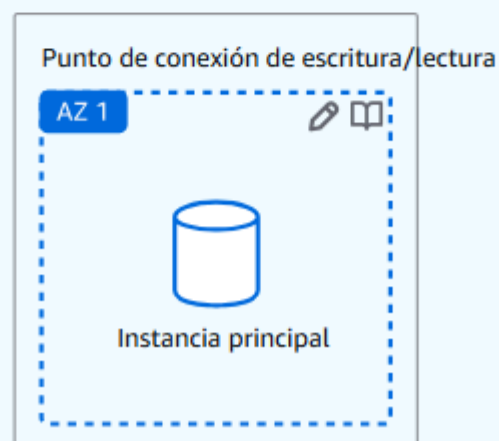 Punto de conexión de escritura/lectura
AZ 1
Instancia principal